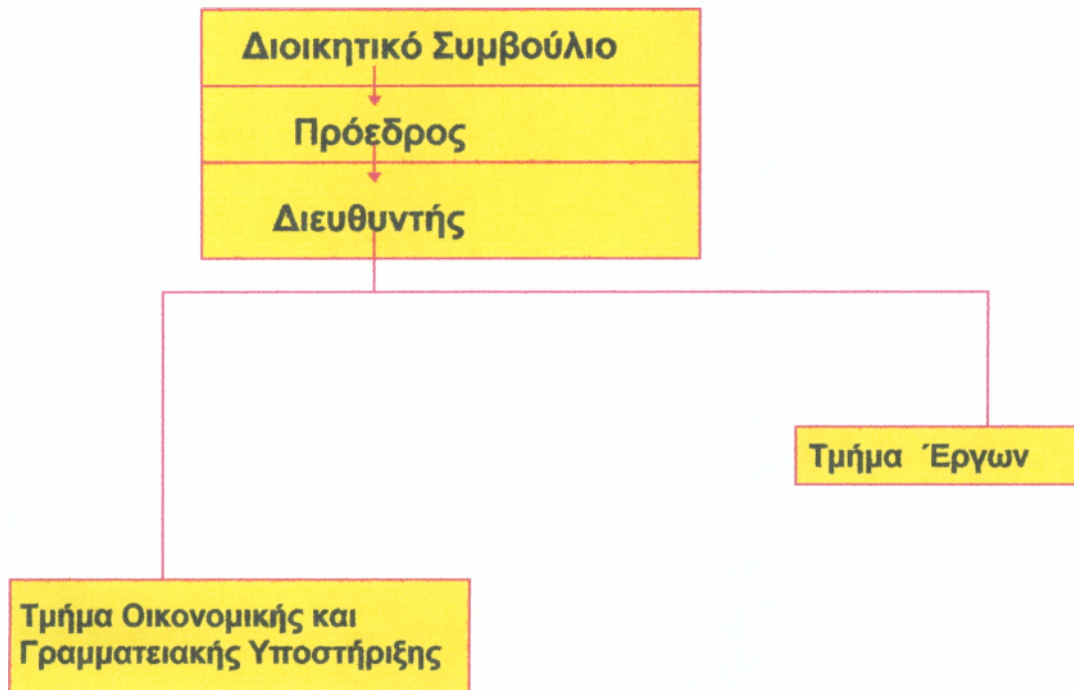 Διοικητικό Συμβούλιο
Πρόεδρος
Διευθυντής
Τμήμα Έργων
Τμήμα Οικονομικής και
Γραμματειακής Υποστήριξης